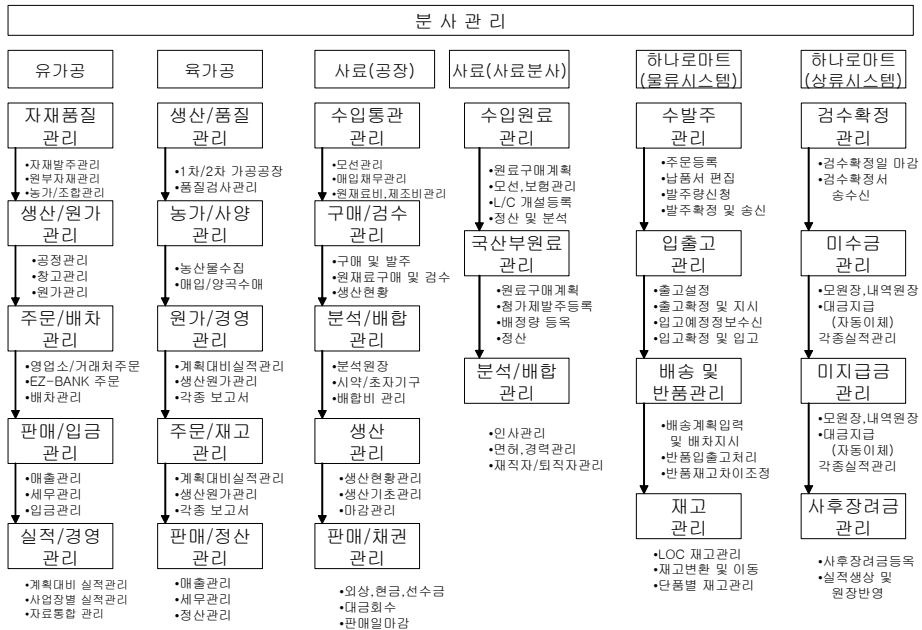 분 사 관 리
유가공
자재품질
관리
•자재발주관리
•원부자재관리
•농가/조합관리
생산/원가
관리
•공정관리
•창고관리
•원가관리
주문/배차
관리
•영업소/거래처주문
•EZ-BANK 주문
•배차관리
판매/입금
관리
•매출관리
•세무관리
•입금관리
실적/경영
관리
•계획대비 실적관리
•사업장별 실적관리
•자료통합 관리
육가공
생산/품질
관리
•1차/2차 가공공장
•품질검사관리
농가/사양
관리
•농산물수집
•매입/양곡수매
원가/경영
관리
•계획대비실적관리
•생산원가관리
•각종 보고서
주문/재고
관리
•계획대비실적관리
•생산원가관리
•각종 보고서
판매/정산
관리
•매출관리
•세무관리
•정산관리
사료(공장)
수입통관
관리
•모선관리
•매입채무관리
•원재료비,제조비관리
구매/검수
관리
•구매 및 발주
•원재료구매 및 검수
•생산현황
분석/배합
관리
•분석원장
•시약/초자기구
•배합비 관리
생산
관리
•생산현황관리
•생산기초관리
•마감관리
판매/채권
관리
•외상,현금,선수금
•대금회수
•판매일마감
사료(사료분사)
수입원료
관리
•원료구매계획
•모선,보험관리
•L/C 개설등록
•정산 및 분석
국산부원료
관리
•원료구매계획
•첨가제발주등록
•배정량 등옥
•정산
분석/배합
관리
•인사관리
•면허,경력관리
•재직자/퇴직자관리
하나로마트
(물류시스템)
수발주
관리
•주문등록
•납품서 편집
•발주량신청
•발주확정 및 송신
입출고
관리
•출고설정
•출고확정 및 지시
•입고예정정보수신
•입고확정 및 입고
배송 및
반품관리
•배송계획입력
및 배차지시
•반품입출고처리
•반품재고차이조정
재고
관리
•LOC 재고관리
•재고변환 및 이동
•단품별 재고관리
하나로마트
(상류시스템)
검수확정
관리
•검수확정일 마감
•검수확정서
송수신
미수금
관리
•모원장,내역원장
•대금지급
(자동이체)
각종실적관리
미지급금
관리
•모원장,내역원장
•대금지급
(자동이체)
각종실적관리
사후장려금
관리
•사후장려금등옥
•실적생상 및
원장반영